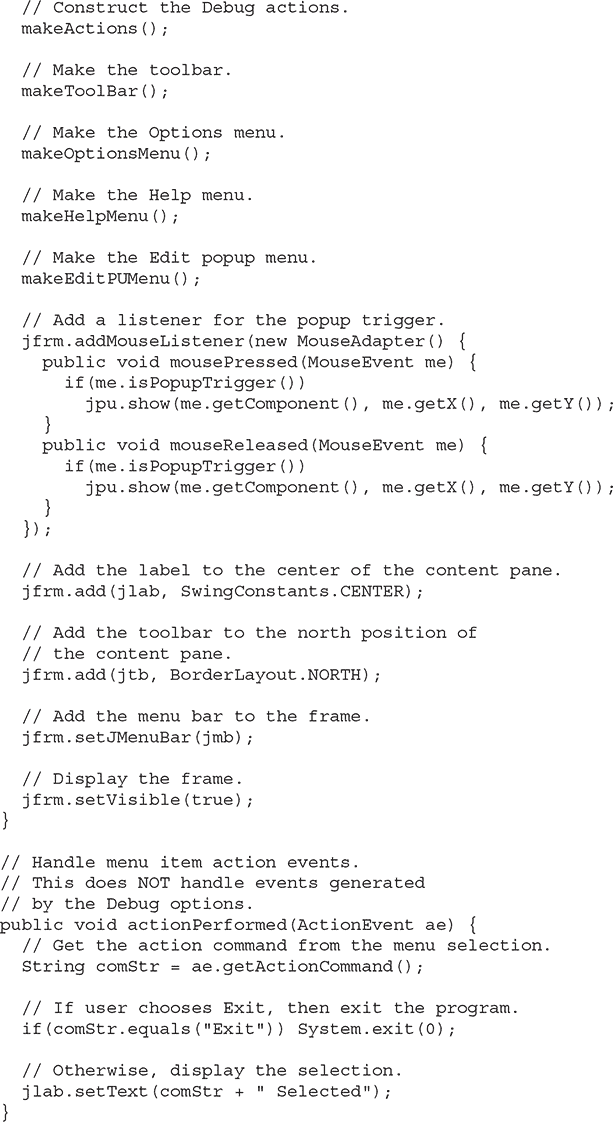 // Construct the Debug actions.
makeActions();
// Make the toolbar.
makeToolBar();
// Make the Options menu.
makeOptionsMenu();
// Make the Help menu.
makeHelpMenu();
// Make the Edit popup menu.
makeEditPUMenu();
// Add a listener for the popup trigger.
jfrm.addMouseListener(new MouseAdapter() {
public void mousePressed(MouseEvent me) {
if(me.isPopupTrigger())
jpu.show(me.getComponent(), me.getX(), me.getY());
}
public void mouseReleased(MouseEvent me) {
if(me.isPopupTrigger())
jpu.show(me.getComponent(), me.getX(), me.getY());
}
});
// Add the label to the center of the content pane.
jfrm.add(jlab, SwingConstants.CENTER);
// Add the toolbar to the north position of
// the content pane.
jfrm.add(jtb, BorderLayout.NORTH);
// Add the menu bar to the frame.
jfrm.setJMenuBar(jmb);
// Display the frame.
jfrm.setVisible(true);
}
// Handle menu item action events.
// This does NOT handle events generated
// by the Debug options.
public void actionPerformed(ActionEvent ae) {
// Get the action command from the menu selection.
String comStr = ae.getActionCommand();
// If user chooses Exit, then exit the program.
if(comStr.equals("Exit")) System.exit(0);
// Otherwise, display the selection.
jlab.setText(comStr + " Selected");
}